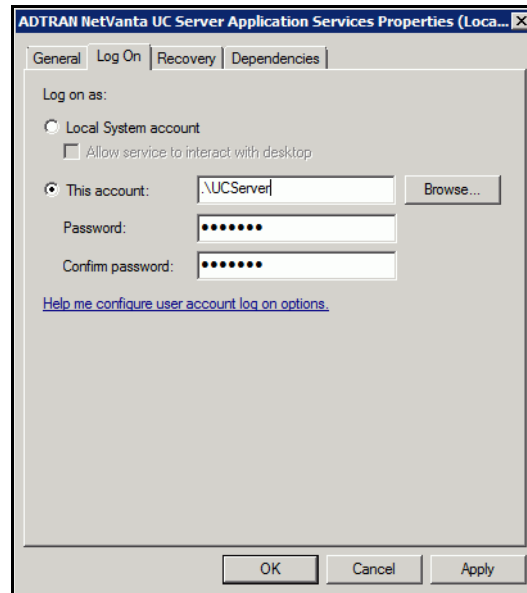 ADTRAN NetVanta UC Server Application Services Properties (Loca...
General Log On Recovery Dependencies
Log on as:
Local System account
Allow service to interact with desktop
This account: .\UCServer Browse...
Password: •••••••
Confirm password: •••••••
Help me configure user account log on options.
OK Cancel Apply